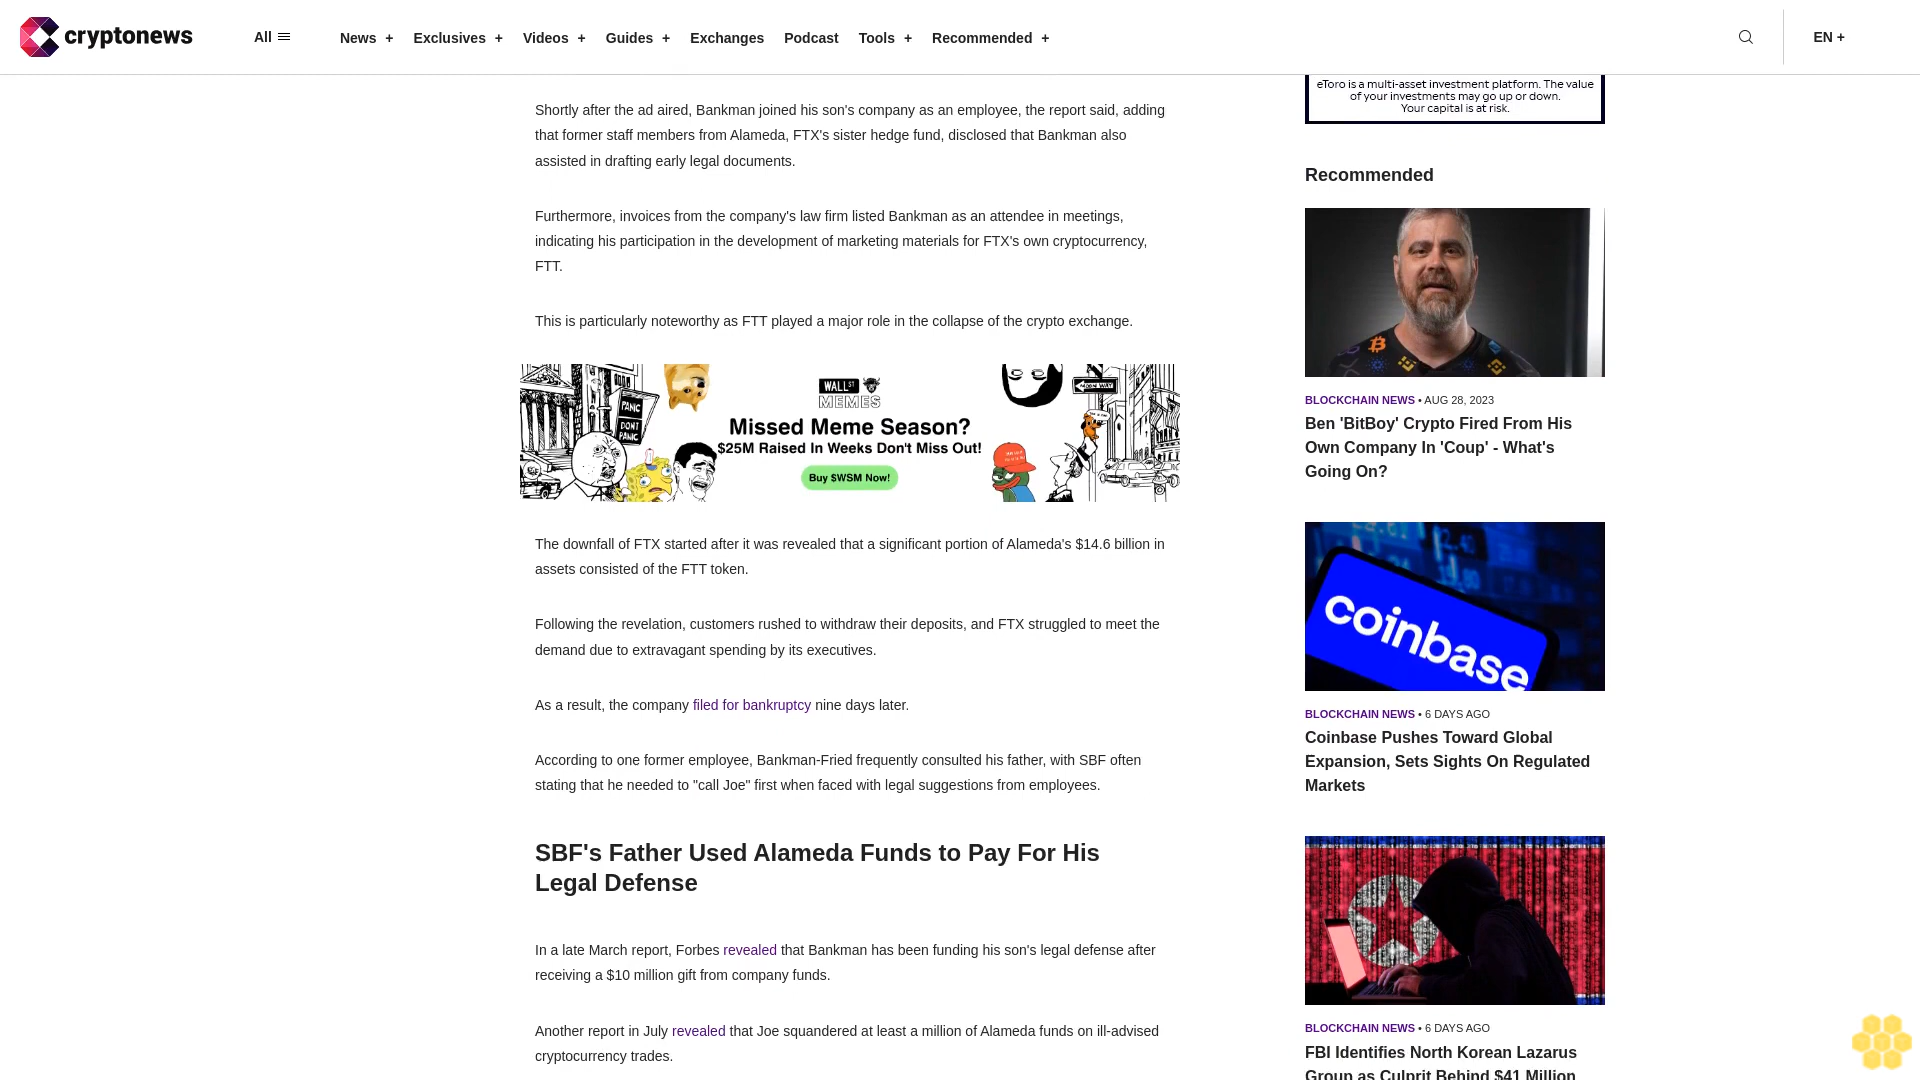 cryptonews
All
News +
Exclusives +
Videos +
Guides +
Exchanges
Podcast
Tools +
Recommended +
EN +
Shortly after the ad aired, Bankman joined his son's company as an employee, the report said, adding
that former staff members from Alameda, FTX's sister hedge fund, disclosed that Bankman also
assisted in drafting early legal documents.
Furthermore, invoices from the company's law firm listed Bankman as an attendee in meetings,
indicating his participation in the development of marketing materials for FTX's own cryptocurrency,
FTT.
This is particularly noteworthy as FTT played a major role in the collapse of the crypto exchange.
PANIC
DON'T
PANIC
WALL ST
MEMES
Missed Meme Season?
$25M Raised In Weeks Don't Miss Out!
Buy $WSM Now!
The downfall of FTX started after it was revealed that a significant portion of Alameda's $14.6 billion in
assets consisted of the FTT token.
Following the revelation, customers rushed to withdraw their deposits, and FTX struggled to meet the
demand due to extravagant spending by its executives.
As a result, the company filed for bankruptcy nine days later.
According to one former employee, Bankman-Fried frequently consulted his father, with SBF often
stating that he needed to "call Joe" first when faced with legal suggestions from employees.
SBF's Father Used Alameda Funds to Pay For His
Legal Defense
In a late March report, Forbes revealed that Bankman has been funding his son's legal defense after
receiving a $10 million gift from company funds.
Another report in July revealed that Joe squandered at least a million of Alameda funds on ill-advised
cryptocurrency trades.
eToro is a multi-asset investment platform. The value
of your investments may go up or down.
Your capital is at risk.
Recommended
BLOCKCHAIN NEWS • AUG 28, 2023
Ben 'BitBoy' Crypto Fired From His
Own Company In 'Coup' - What's
Going On?
coinbase
BLOCKCHAIN NEWS • 6 DAYS AGO
Coinbase Pushes Toward Global
Expansion, Sets Sights On Regulated
Markets
BLOCKCHAIN NEWS • 6 DAYS AGO
FBI Identifies North Korean Lazarus
Group as Culprit Behind $41 Million